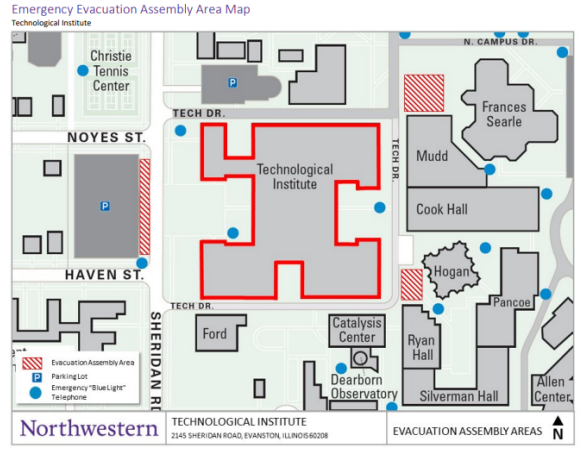 Emergency Evacuation Assembly Area Map
Technological Institute
N. CAMPUS DR.
Christie
Tennis
Center
P
TECH DR.
Frances
Searle
NOYES ST.
TECH DR.
Mudd
Technological
Institute
P
Cook Hall
HAVEN ST.
Hogan
Pancoe
TECH DR.
SHERIDAN RD
Ford
Catalysis
Center
Ryan
Hall
Dearborn
Observatory
Silverman Hall
Allen
Center
Evacuation Assembly Area
P Parking Lot
Emergency "Blue Light"
Telephone
Northwestern
TECHNOLOGICAL INSTITUTE
2145 SHERIDAN ROAD, EVANSTON, ILLINOIS 60208
EVACUATION ASSEMBLY AREAS
N